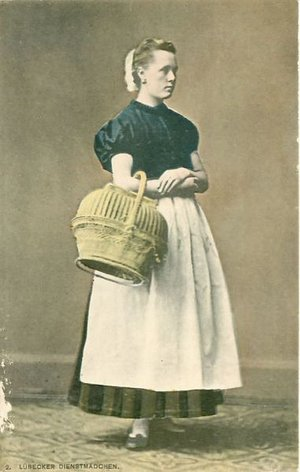 2. LÜBECKER DIENSTMÄDCHEN.